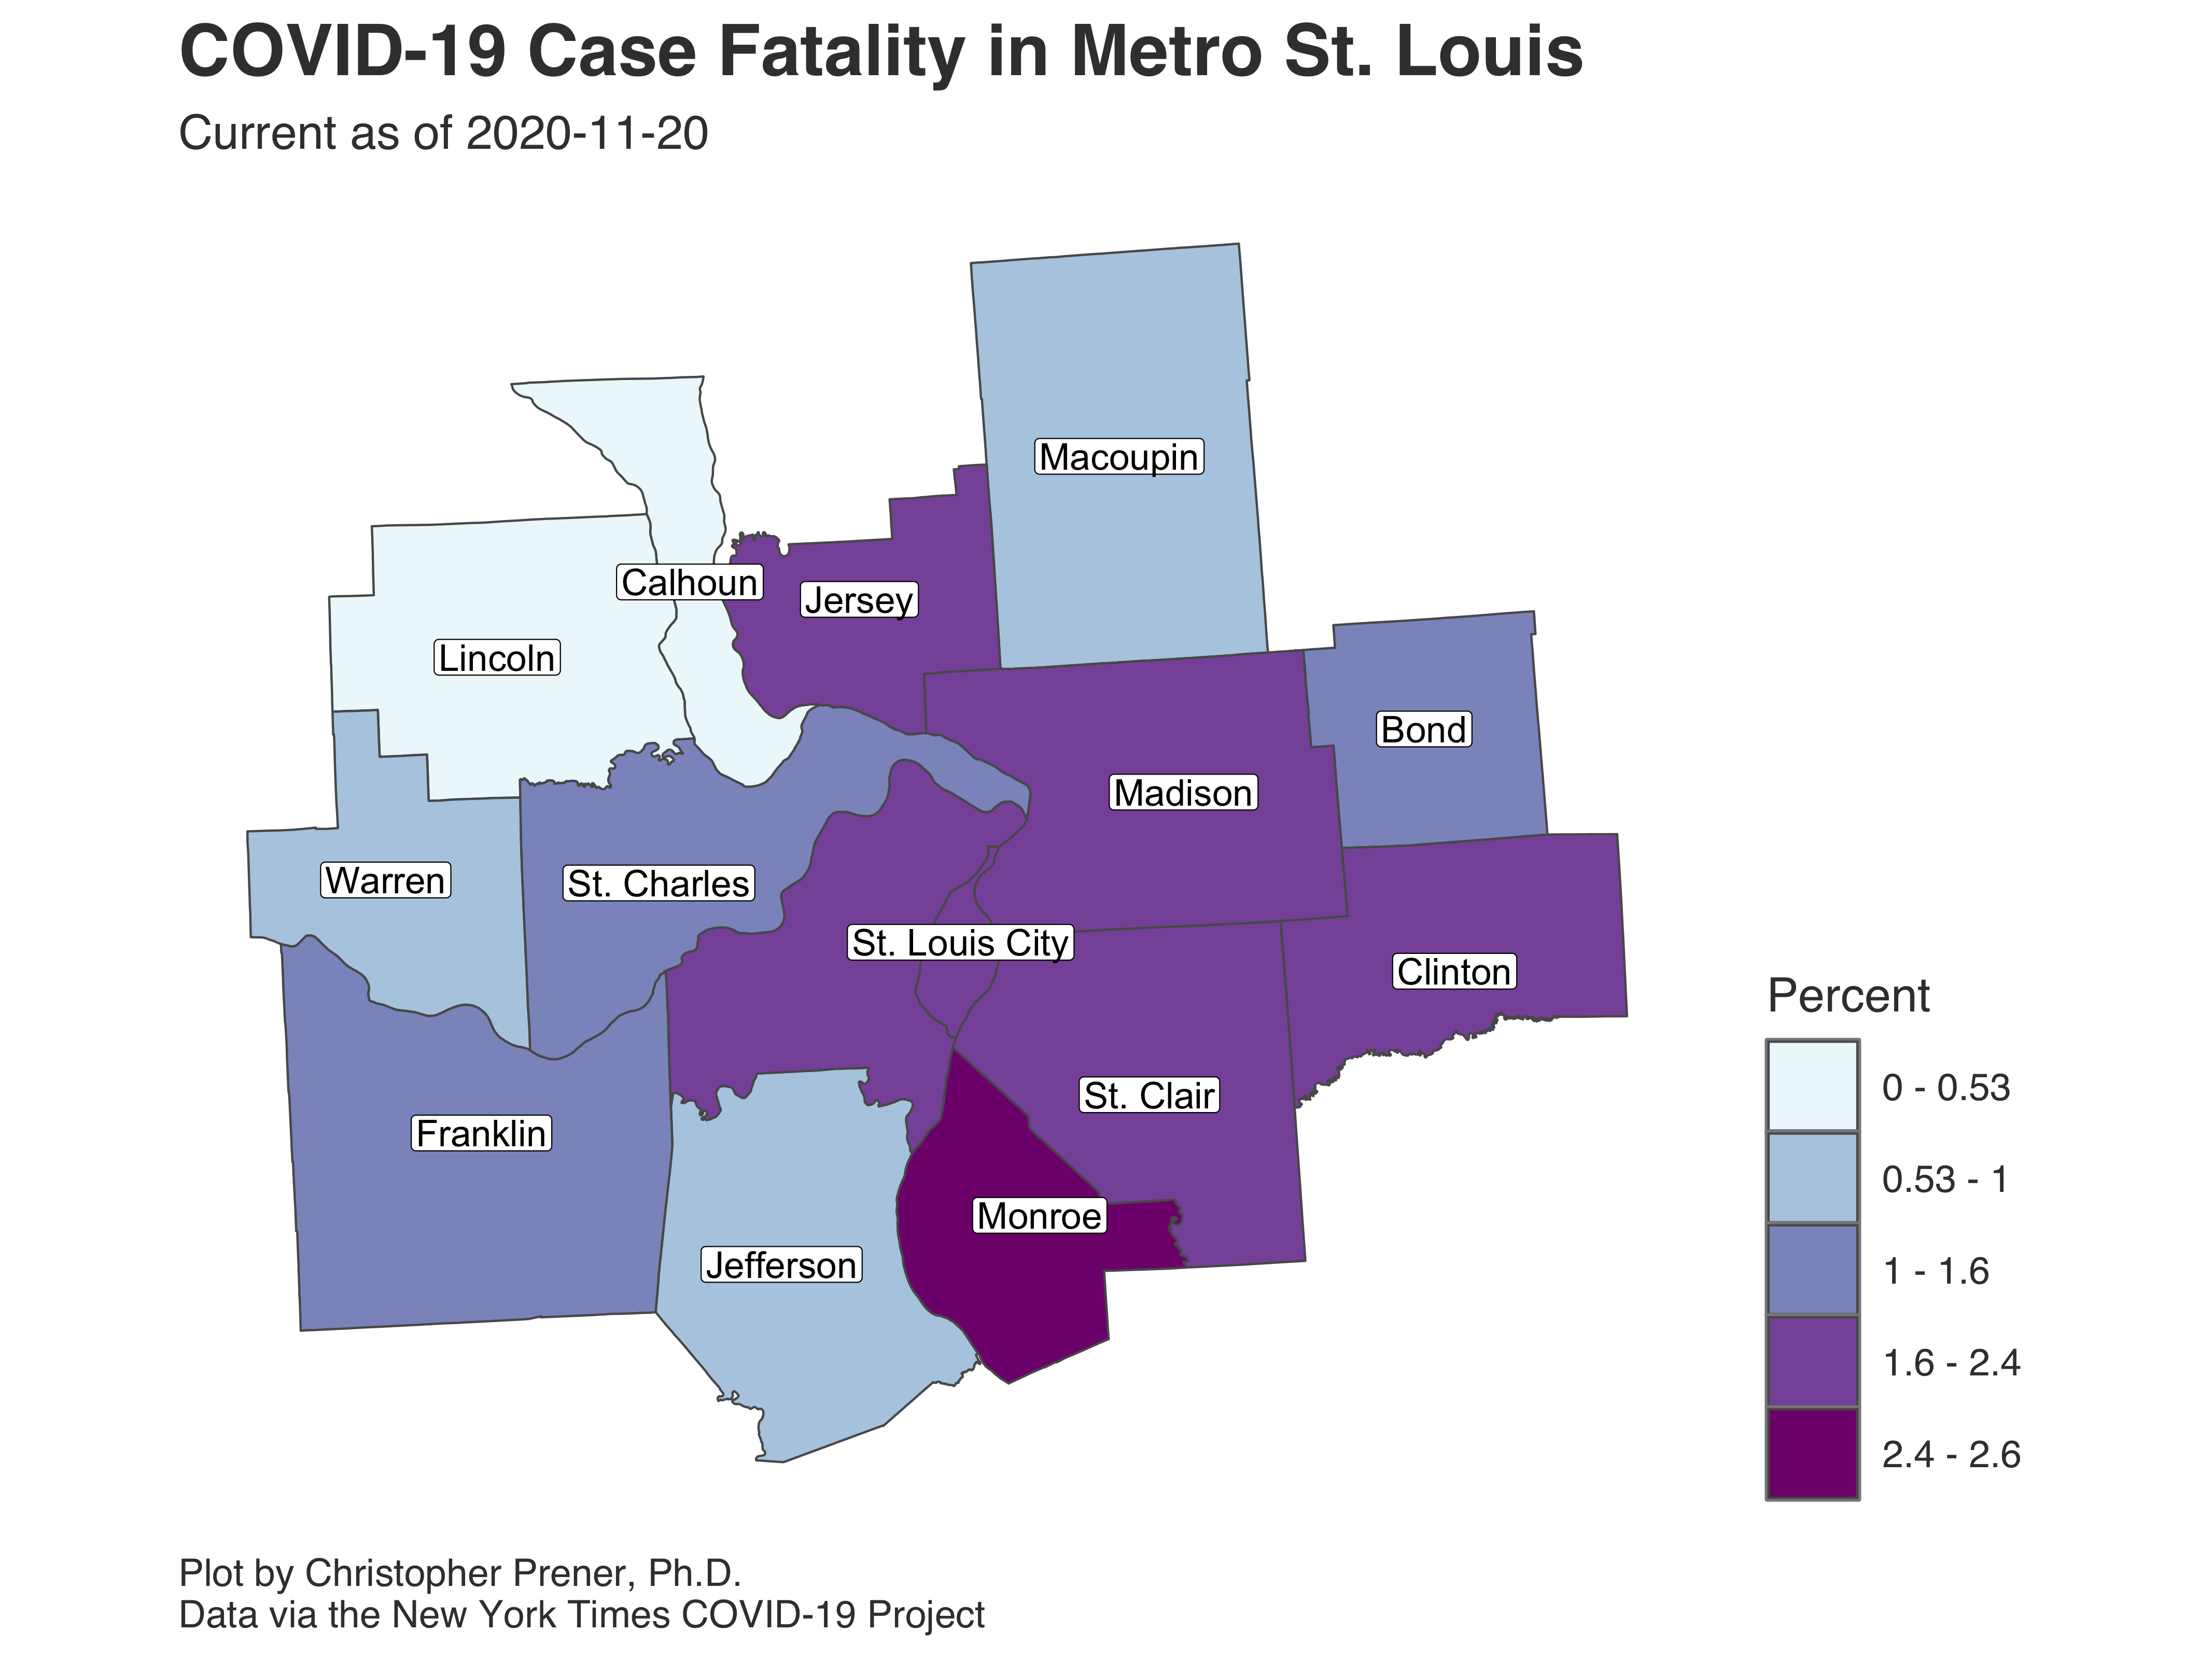 COVID-19 Case Fatality in Metro St. Louis
Current as of 2020-11-20
Macoupin
Calhoun
Jersey
Lincoln
Bond
Madison
Warren
St. Charles
St. Louis City
Clinton
St. Clair
Franklin
Monroe
Jefferson
Percent
0 - 0.53
0.53 - 1
1 - 1.6
1.6 - 2.4
2.4 - 2.6
Plot by Christopher Prener, Ph.D.
Data via the New York Times COVID-19 Project